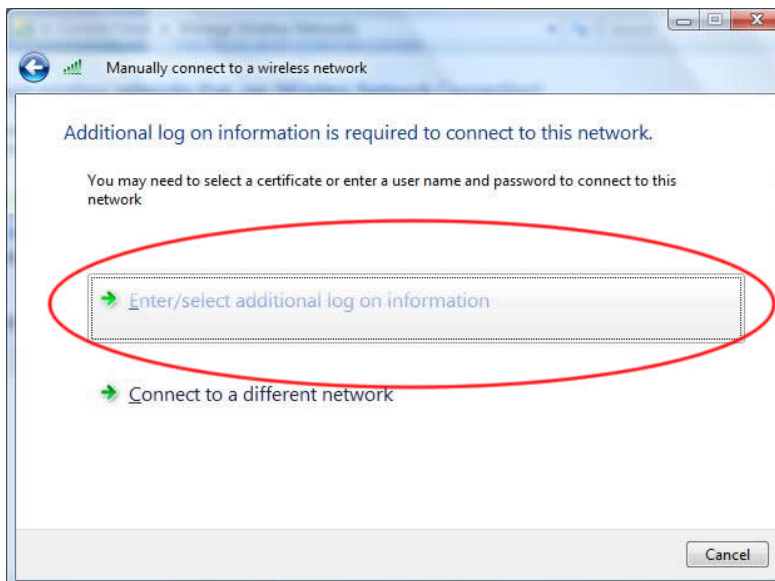 Manually connect to a wireless network
Additional log on information is required to connect to this network.
You may need to select a certificate or enter a user name and password to connect to this
network
Enter/select additional log on information
Connect to a different network
Cancel